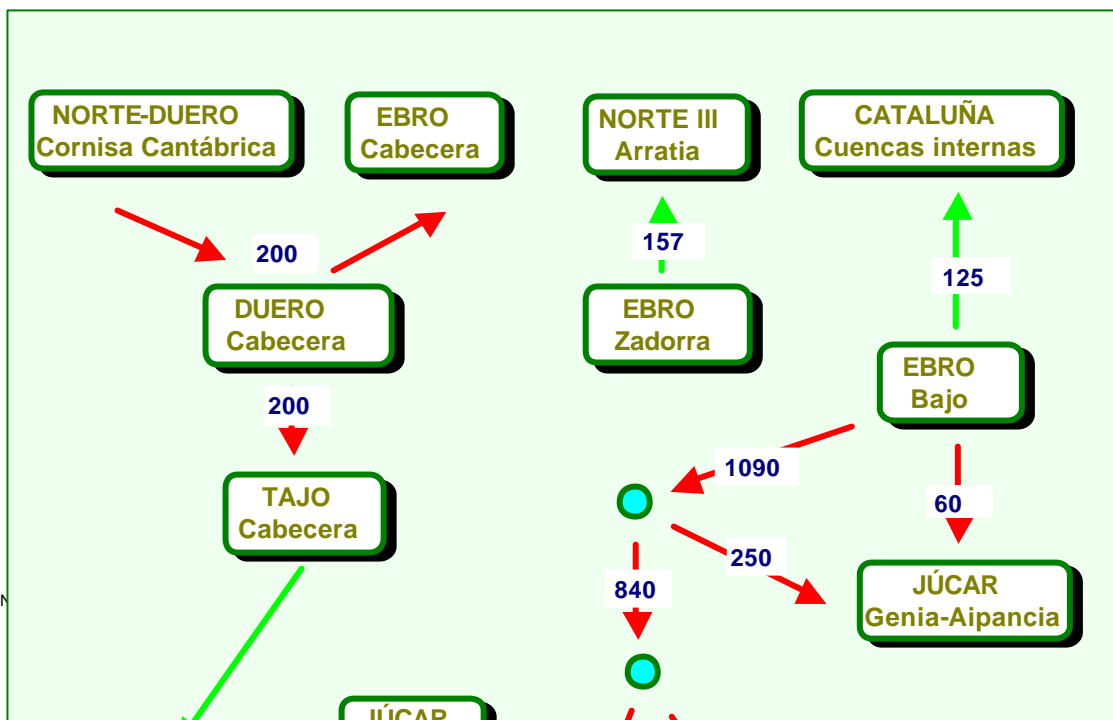 NORTE-DUERO
Cornisa Cantábrica
EBRO
Cabecera
NORTE III
Arratia
CATALUÑA
Cuencas internas
200
157
125
DUERO
Cabecera
EBRO
Zadorra
EBRO
Bajo
200
1090
60
TAJO
Cabecera
250
840
JÚCAR
Genia-Aipancia
N
JÚCAR